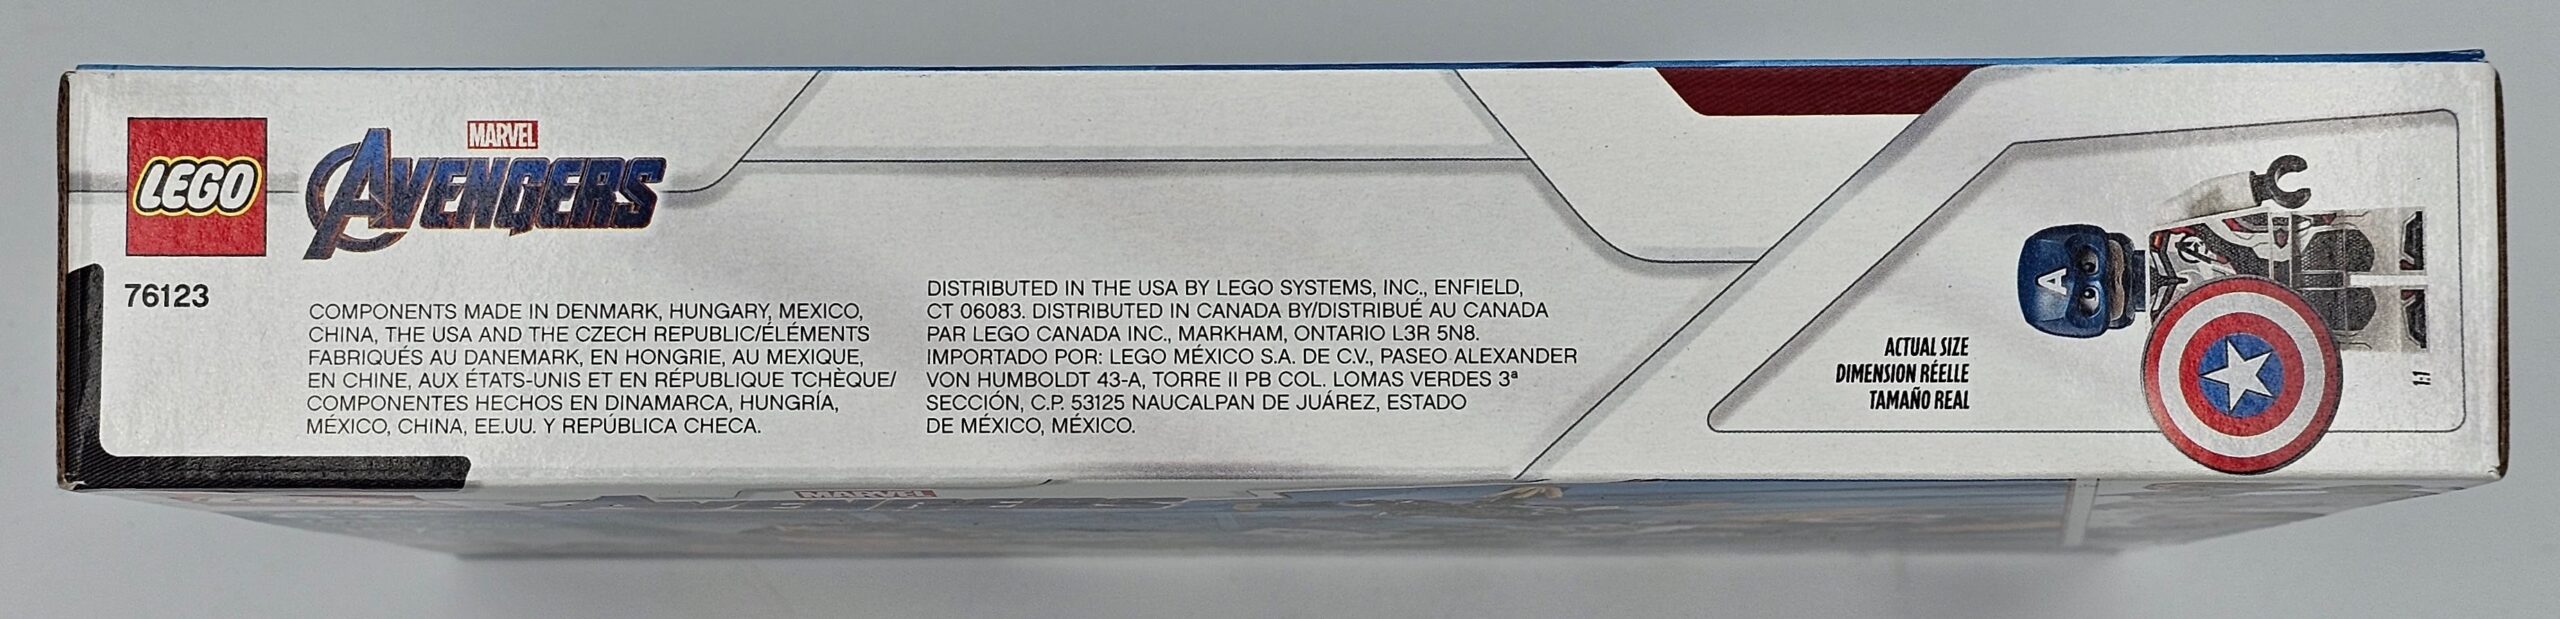 LEGO
MARVEL
AVENGERS
76123
COMPONENTS MADE IN DENMARK, HUNGARY, MEXICO,
CHINA, THE USA AND THE CZECH REPUBLIC/ÉLÉMENTS
FABRIQUÉS AU DANEMARK, EN HONGRIE, AU MEXIQUE,
EN CHINE, AUX ÉTATS-UNIS ET EN RÉPUBLIQUE TCHÈQUE/
COMPONENTES HECHOS EN DINAMARCA, HUNGRÍA,
MÉXICO, CHINA, EE.UU. Y REPÚBLICA CHECA.
DISTRIBUTED IN THE USA BY LEGO SYSTEMS, INC., ENFIELD,
CT 06083. DISTRIBUTED IN CANADA BY/DISTRIBUÉ AU CANADA
PAR LEGO CANADA INC., MARKHAM, ONTARIO L3R 5N8.
IMPORTADO POR: LEGO MÉXICO S.A. DE C.V., PASEO ALEXANDER
VON HUMBOLDT 43-A, TORRE II PB COL. LOMAS VERDES 3ª
SECCIÓN, C.P. 53125 NAUCALPAN DE JUÁREZ, ESTADO
DE MÉXICO, MÉXICO.
ACTUAL SIZE
DIMENSION RÉELLE
TAMAÑO REAL
A
1:1
MARVEL
AVENGERS